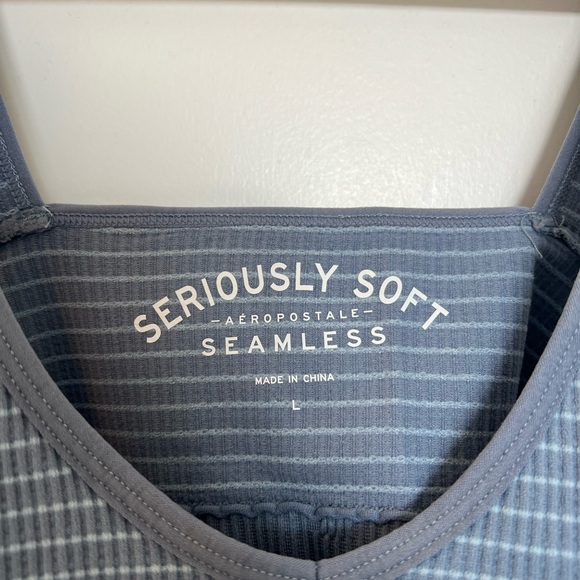 SERIOUSLY SOFT
—AÉROPOSTALE—
SEAMLESS
MADE IN CHINA
L